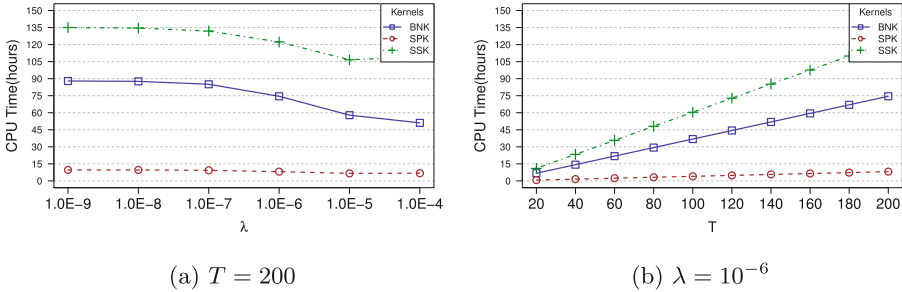 CPU Time(hours)
150
135
120
105
90
75
60
45
30
15
0
Kernels
BNK
SPK
SSK
1.0E-9
1.0E-8
1.0E-7
1.0E-6
1.0E-5
1.0E-4
λ
(a) T = 200
CPU Time(hours)
150
135
120
105
90
75
60
45
30
15
0
Kernels
BNK
SPK
SSK
20
40
60
80
100
120
140
160
180
200
T
(b) λ = 10⁻⁶